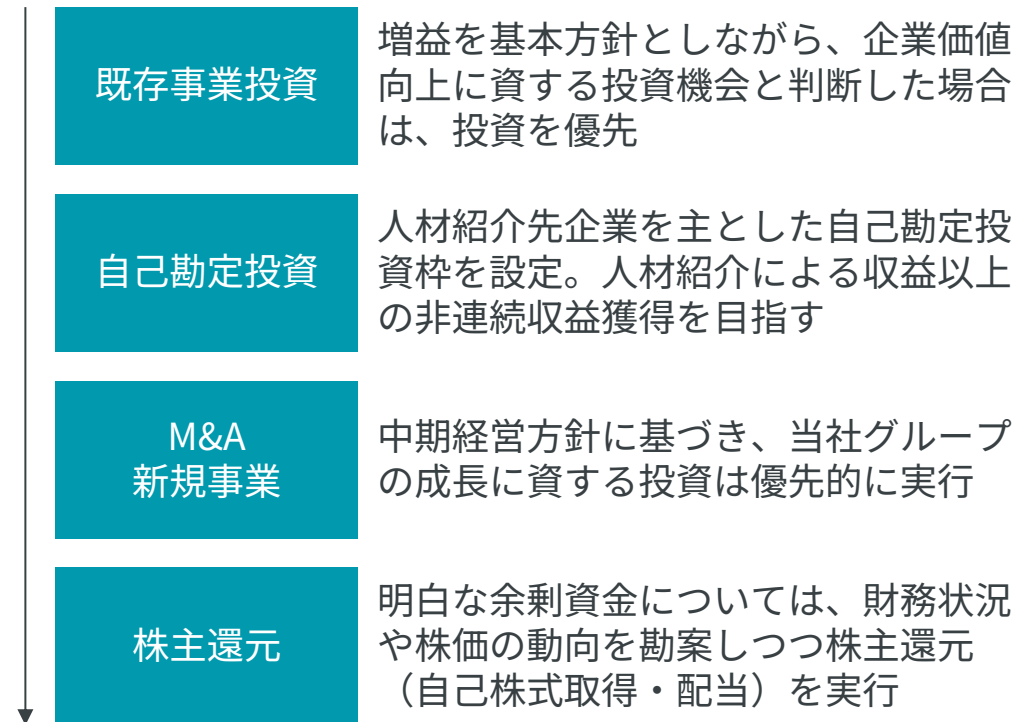 既存事業投資
増益を基本方針としながら、企業価値
向上に資する投資機会と判断した場合
は、投資を優先
自己勘定投資
人材紹介先企業を主とした自己勘定投
資枠を設定。人材紹介による収益以上
の非連続収益獲得を目指す
M&A
新規事業
中期経営方針に基づき、当社グループ
の成長に資する投資は優先的に実行
株主還元
明白な余剰資金については、財務状況
や株価の動向を勘案しつつ株主還元
（自己株式取得・配当）を実行